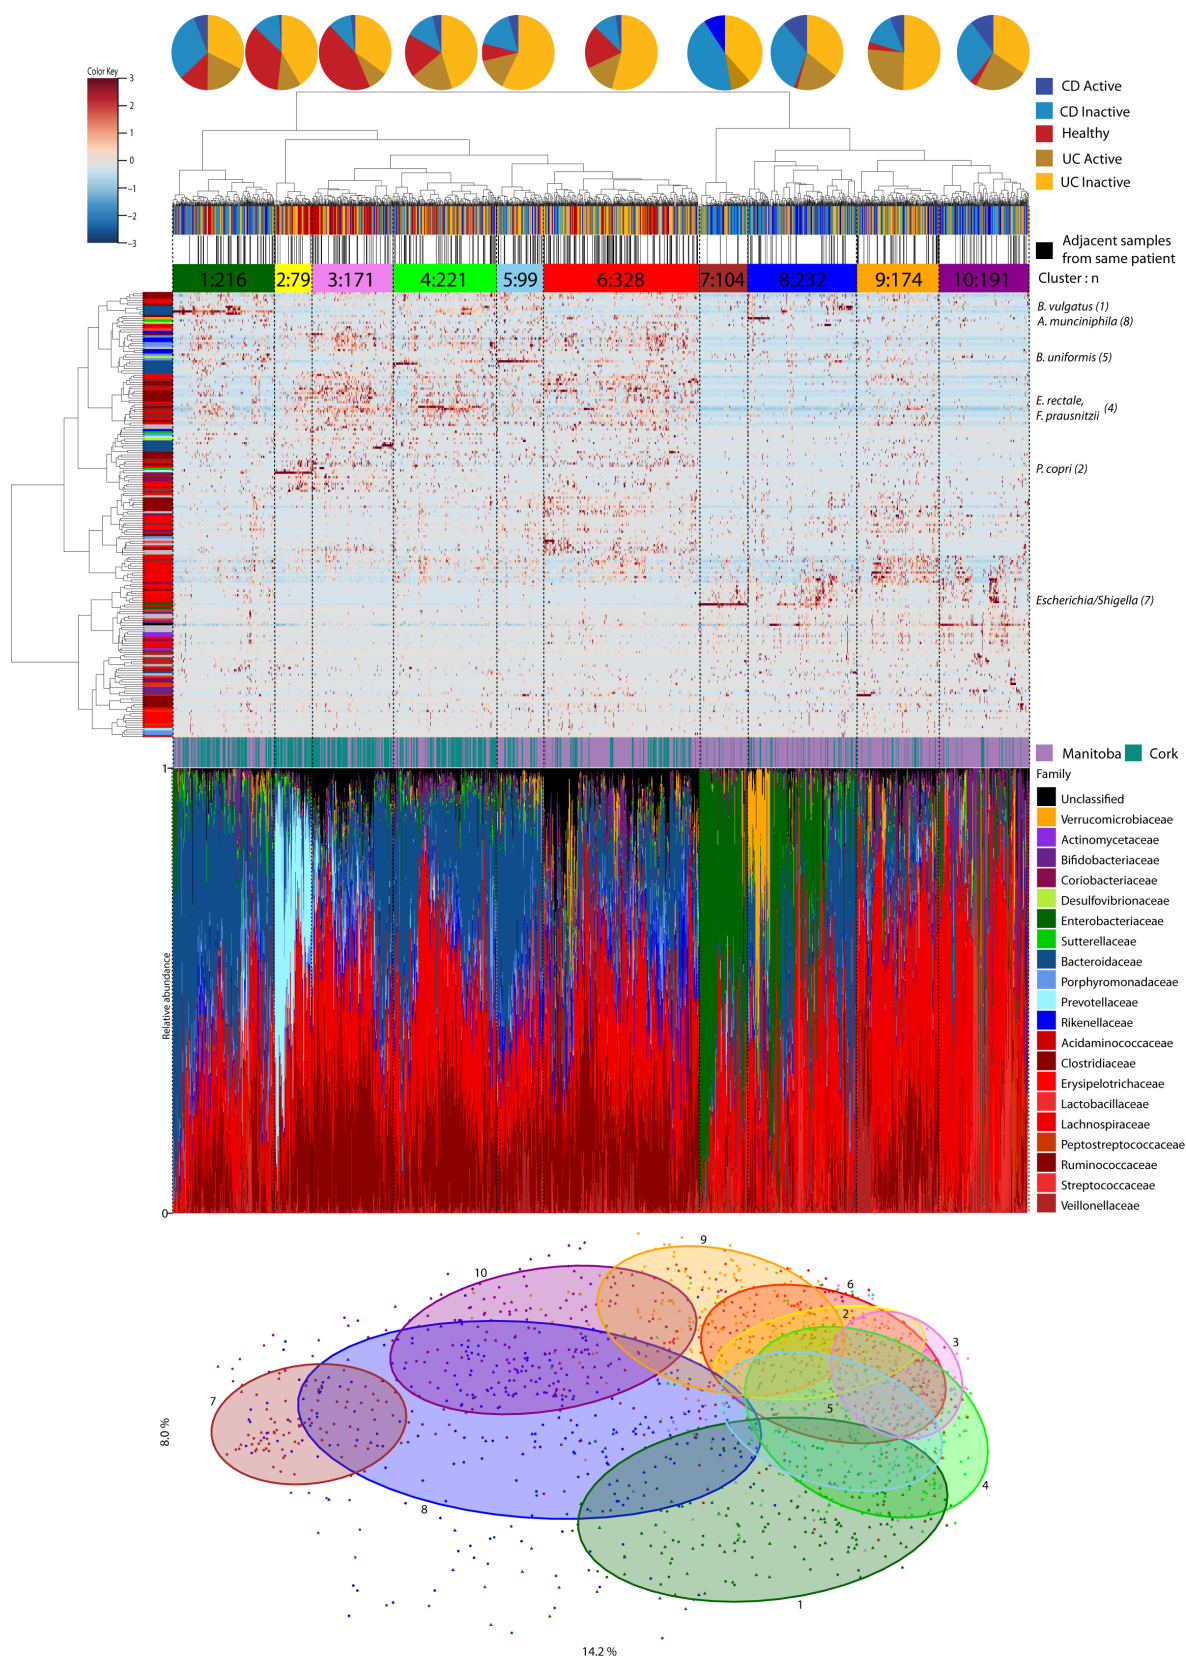 Color Key
3
2
1
0
−1
−2
−3
CD Active
CD Inactive
Healthy
UC Active
UC Inactive
Adjacent samples
from same patient
Cluster : n
1:216
2:79
3:171
4:221
5:99
6:328
7:104
8:232
9:174
10:191
B. vulgatus (1)
A. munciniphila (8)
B. uniformis (5)
E. rectale,
F. prausnitzii (4)
P. copri (2)
Escherichia/Shigella (7)
Manitoba
Cork
Family
Unclassified
Verrucomicrobiaceae
Actinomycetaceae
Bifidobacteriaceae
Coriobacteriaceae
Desulfovibrionaceae
Enterobacteriaceae
Sutterellaceae
Bacteroidaceae
Porphyromonadaceae
Prevotellaceae
Rikenellaceae
Acidaminococcaceae
Clostridiaceae
Erysipelotrichaceae
Lactobacillaceae
Lachnospiraceae
Peptostreptococcaceae
Ruminococcaceae
Streptococcaceae
Veillonellaceae
1
Relative abundance
0
9
10
6
2
3
7
5
4
8
1
8.0 %
14.2 %